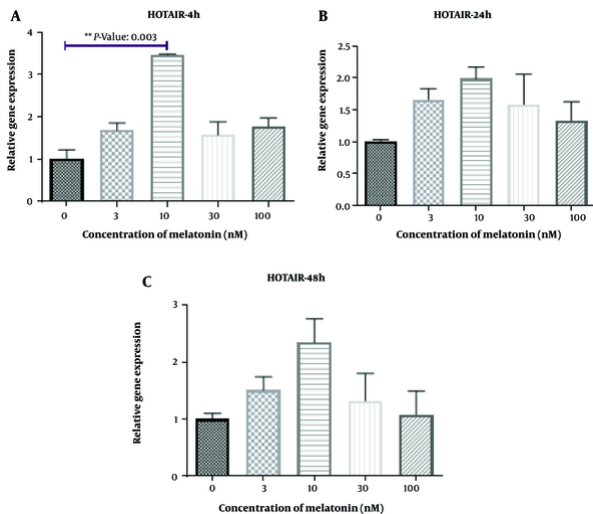 A
HOTAIR-4h
** P-Value: 0.003
Relative gene expression
4
3
2
1
0
0 3 10 30 100
Concentration of melatonin (nM)
B
HOTAIR-24h
Relative gene expression
2.5
2.0
1.5
1.0
0.5
0.0
0 3 10 30 100
Concentration of melatonin (nM)
C
HOTAIR-48h
Relative gene expression
3
2
1
0
0 3 10 30 100
Concentration of melatonin (nM)